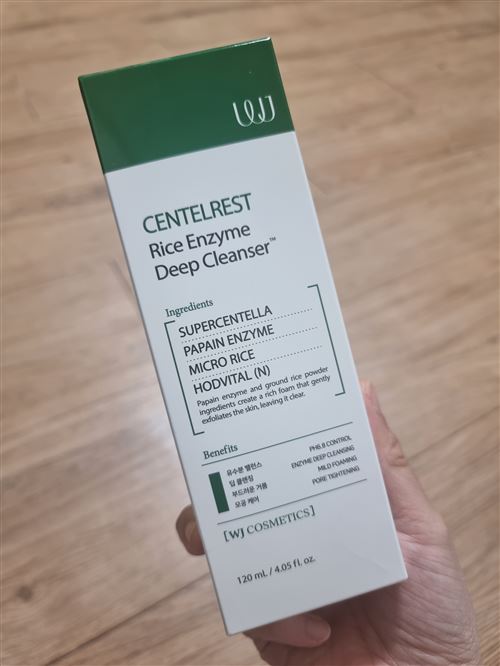 WJ
CENTELREST
Rice Enzyme
Deep Cleanser™
Ingredients
SUPERCENTELLA
PAPAIN ENZYME
MICRO RICE
HODVITAL (N)
Papain enzyme and ground rice powder
ingredients create a rich foam that gently
exfoliates the skin, leaving it clear.
Benefits
유수분 밸런스
딥 클렌징
부드러운 거품
모공 케어
PH6.8 CONTROL
ENZYME DEEP CLEANSING
MILD FOAMING
PORE TIGHTENING
[WJ COSMETICS]
120 mL / 4.05 fl. oz.